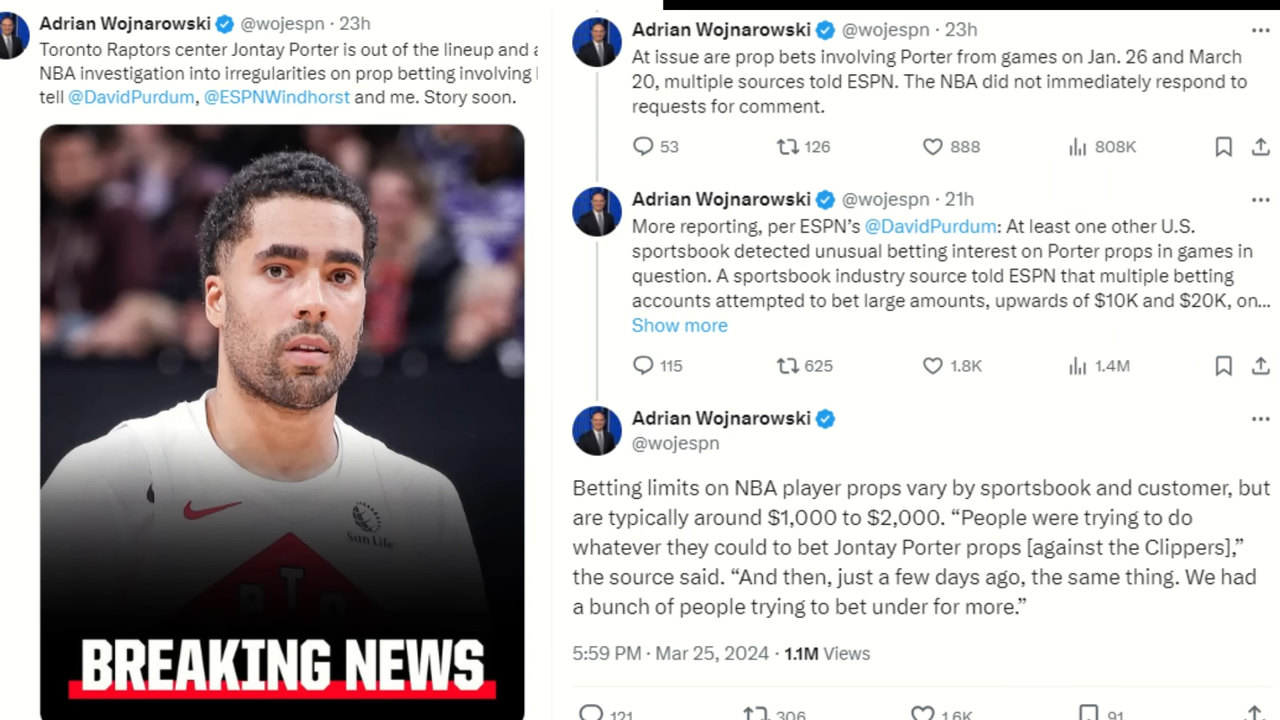 Adrian Wojnarowski @wojespn · 23h
Toronto Raptors center Jontay Porter is out of the lineup and
NBA investigation into irregularities on prop betting involving
tell @DavidPurdum, @ESPNWindhorst and me. Story soon.
Sun Life
BREAKING NEWS
Adrian Wojnarowski @wojespn · 23h
At issue are prop bets involving Porter from games on Jan. 26 and March
20, multiple sources told ESPN. The NBA did not immediately respond to
requests for comment.
53 126 888 808K
Adrian Wojnarowski @wojespn · 21h
More reporting, per ESPN’s @DavidPurdum: At least one other U.S.
sportsbook detected unusual betting interest on Porter props in games in
question. A sportsbook industry source told ESPN that multiple betting
accounts attempted to bet large amounts, upwards of $10K and $20K, on...
Show more
115 625 1.8K 1.4M
Adrian Wojnarowski
@wojespn
Betting limits on NBA player props vary by sportsbook and customer, but
are typically around $1,000 to $2,000. “People were trying to do
whatever they could to bet Jontay Porter props [against the Clippers],”
the source said. “And then, just a few days ago, the same thing. We had
a bunch of people trying to bet under for more.”
5:59 PM · Mar 25, 2024 · 1.1M Views
121 306 1.6K 91